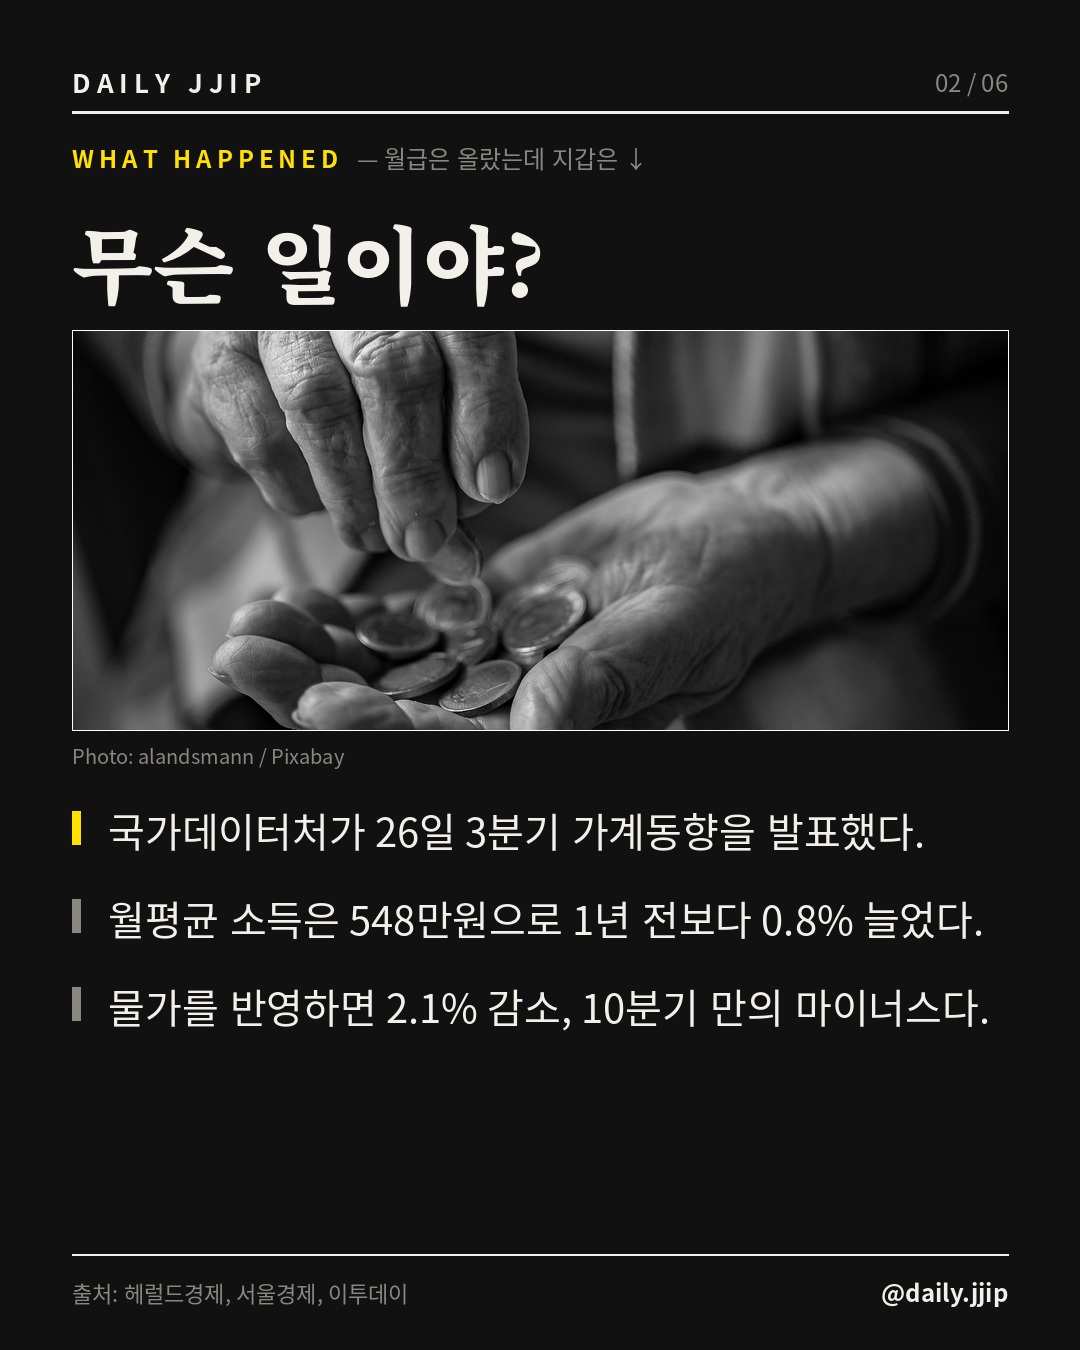 DAILY JJIP
02 / 06
WHAT HAPPENED — 월급은 올랐는데 지갑은 ↓
무슨 일이야?
Photo: alandsmann / Pixabay
국가데이터처가 26일 3분기 가계동향을 발표했다.
월평균 소득은 548만원으로 1년 전보다 0.8% 늘었다.
물가를 반영하면 2.1% 감소, 10분기 만의 마이너스다.
출처: 헤럴드경제, 서울경제, 이투데이
@daily.jjip